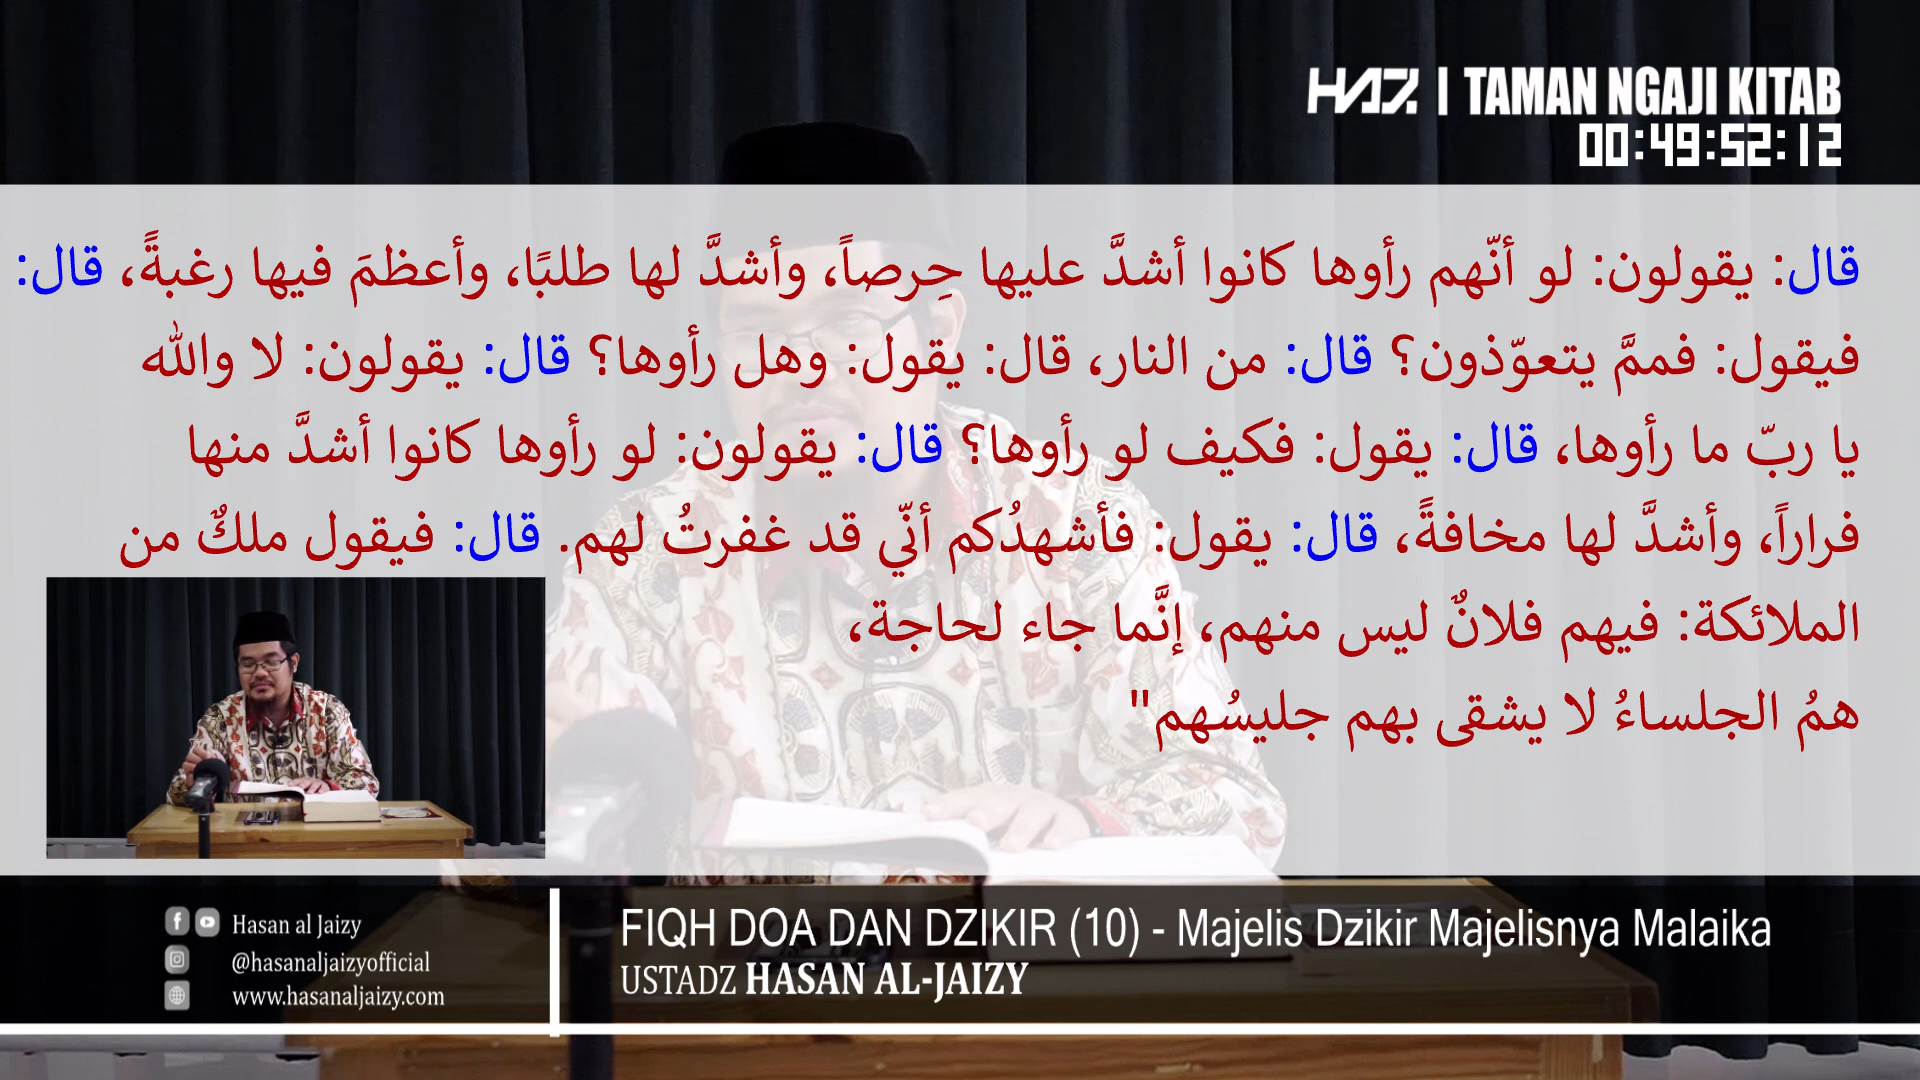 HAZ | TAMAN NGAJI KITAB
00:49:52:12
قال: يقولون: لو أنّهم رأوها كانوا أشدَّ عليها حِرصاً، وأشدَّ لها طلبًا، وأعظمَ فيها رغبةً، قال:
فيقول: فممَّ يتعوّذون؟ قال: من النار، قال: يقول: وهل رأوها؟ قال: يقولون: لا والله
يا ربّ ما رأوها، قال: يقول: فكيف لو رأوها؟ قال: يقولون: لو رأوها كانوا أشدَّ منها
فراراً، وأشدَّ لها مخافةً، قال: يقول: فأشهدُكم أنّي قد غفرتُ لهم. قال: فيقول ملكٌ من
الملائكة: فيهم فلانٌ ليس منهم، إنَّما جاء لحاجة،
همُ الجلساءُ لا يشقى بهم جليسُهم"
Hasan al Jaizy
@hasanaljaizyofficial
www.hasanaljaizy.com
FIQH DOA DAN DZIKIR (10) - Majelis Dzikir Majelisnya Malaika
USTADZ HASAN AL-JAIZY